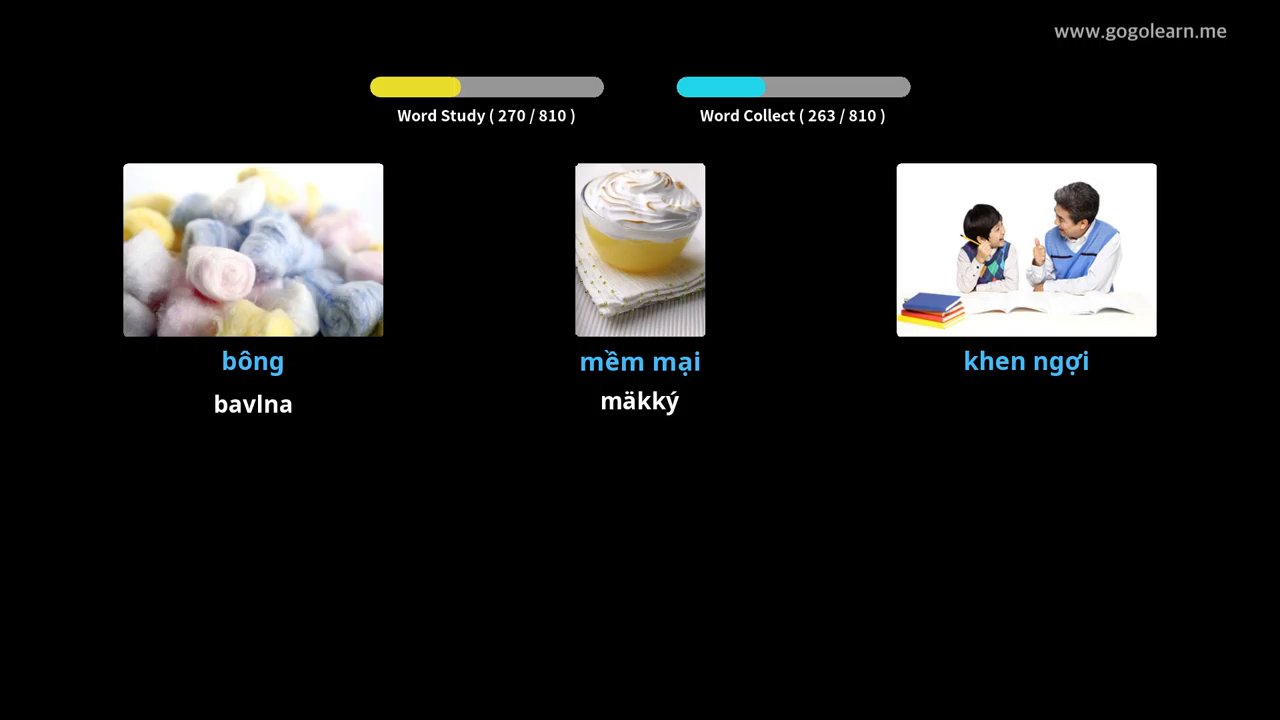 www.gogolearn.me
Word Study ( 270 / 810 )
Word Collect ( 263 / 810 )
bông
mềm mại
khen ngợi
bavlna
mäkký